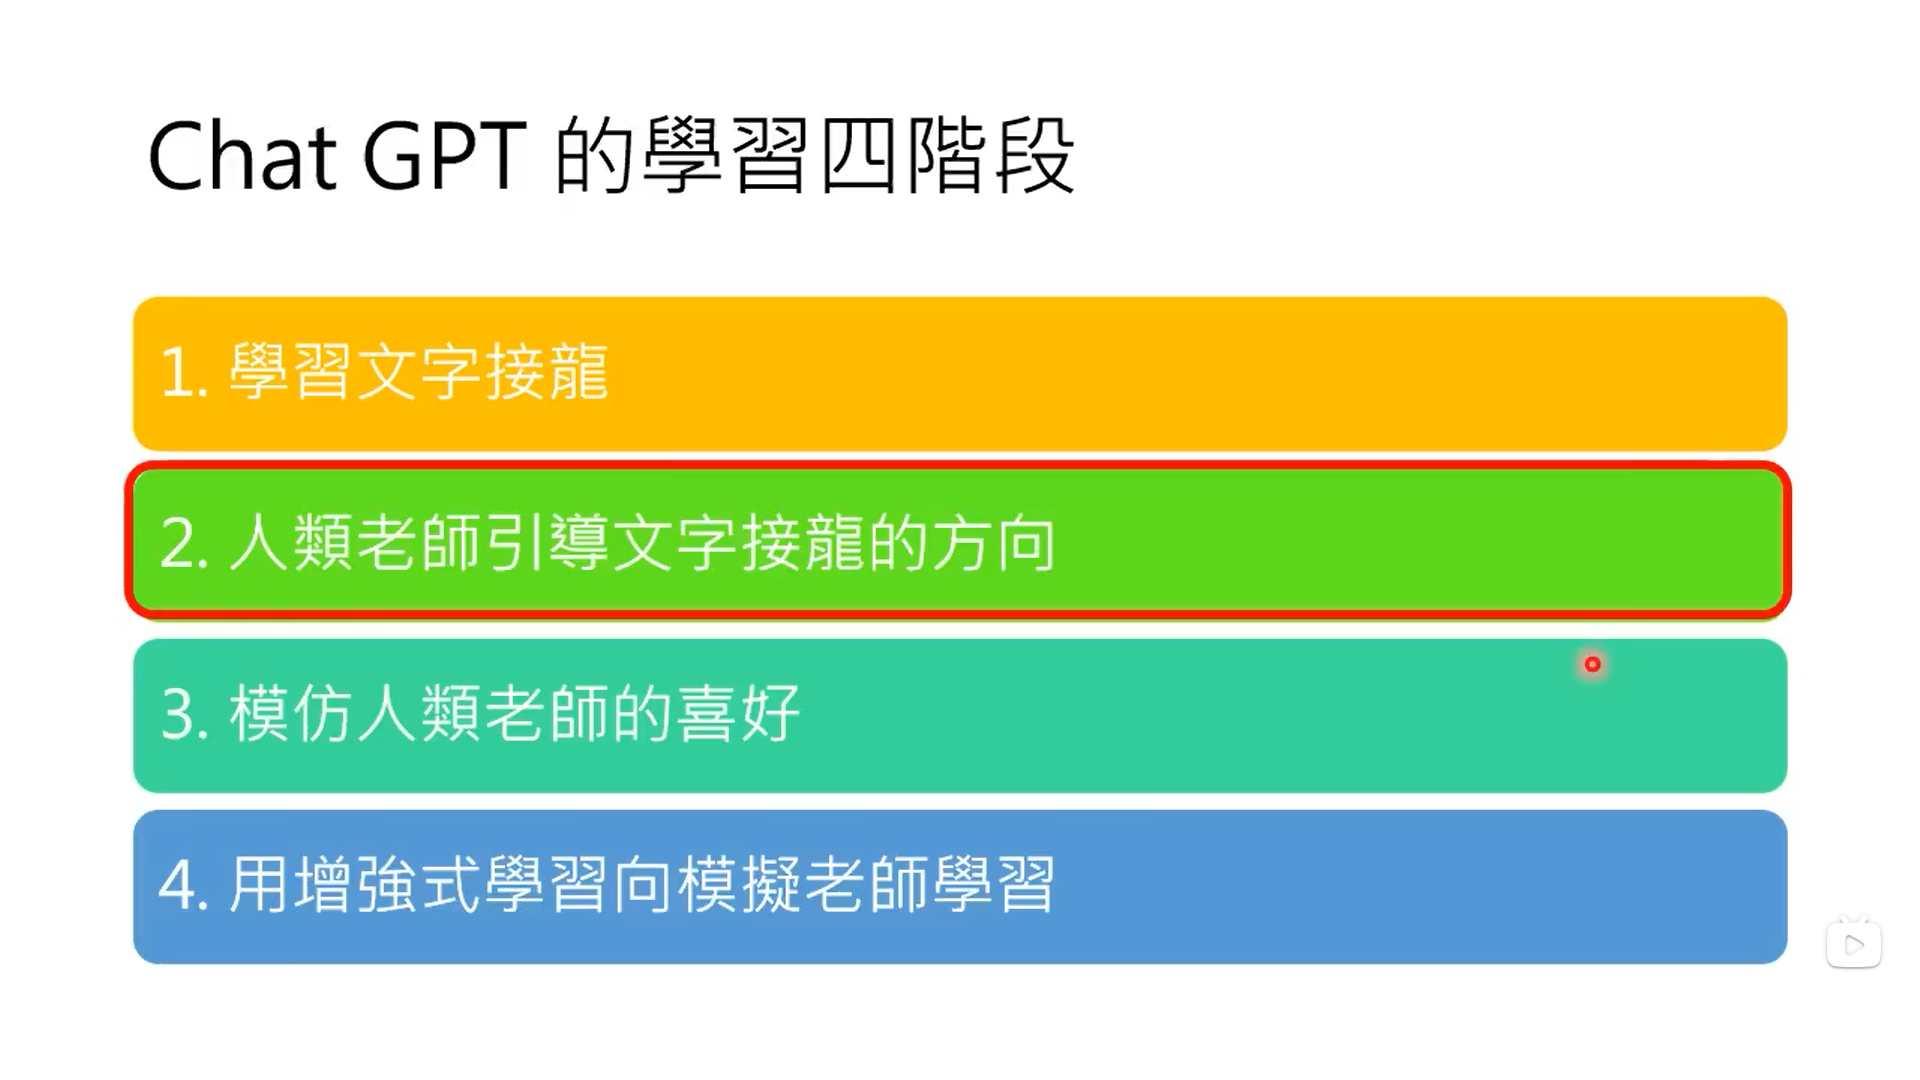 Chat GPT 的學習四階段
1. 學習文字接龍
2. 人類老師引導文字接龍的方向
3. 模仿人類老師的喜好
4. 用增強式學習向模擬老師學習